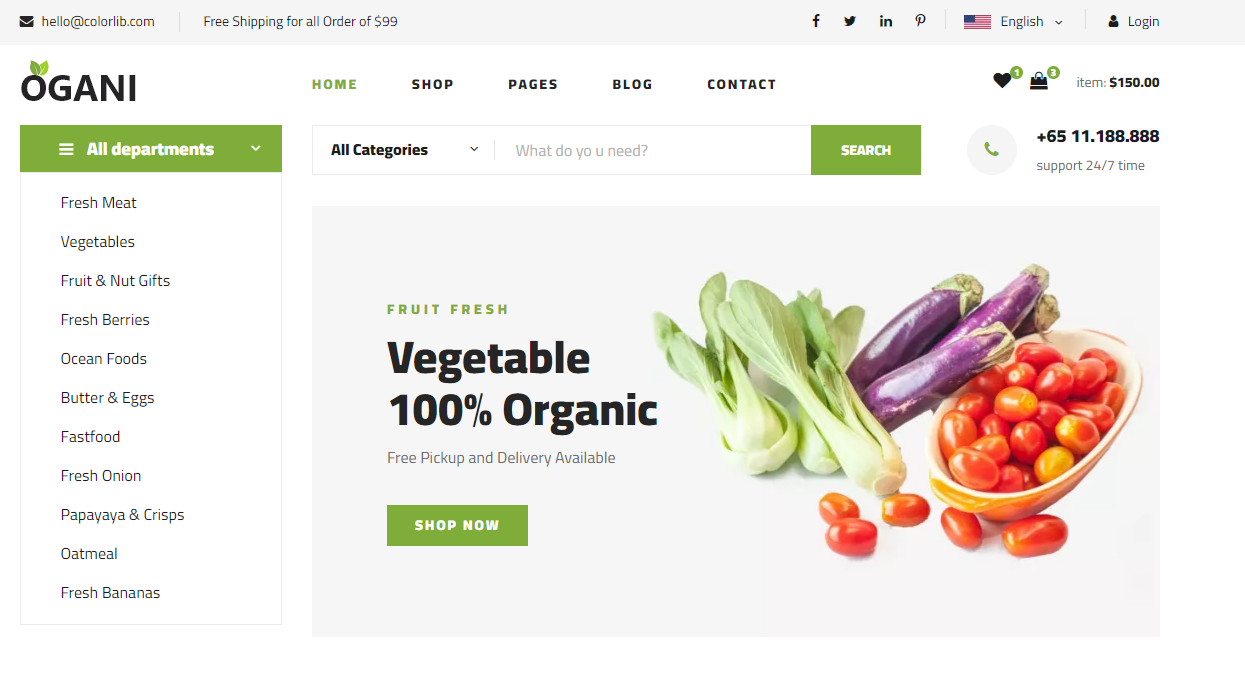 hello@colorlib.com Free Shipping for all Order of $99 English Login
OGANI HOME SHOP PAGES BLOG CONTACT 1 3 item: $150.00
All departments All Categories What do yo u need? SEARCH +65 11.188.888
support 24/7 time
Fresh Meat
Vegetables
Fruit & Nut Gifts
Fresh Berries
Ocean Foods
Butter & Eggs
Fastfood
Fresh Onion
Papayaya & Crisps
Oatmeal
Fresh Bananas
FRUIT FRESH
Vegetable
100% Organic
Free Pickup and Delivery Available
SHOP NOW